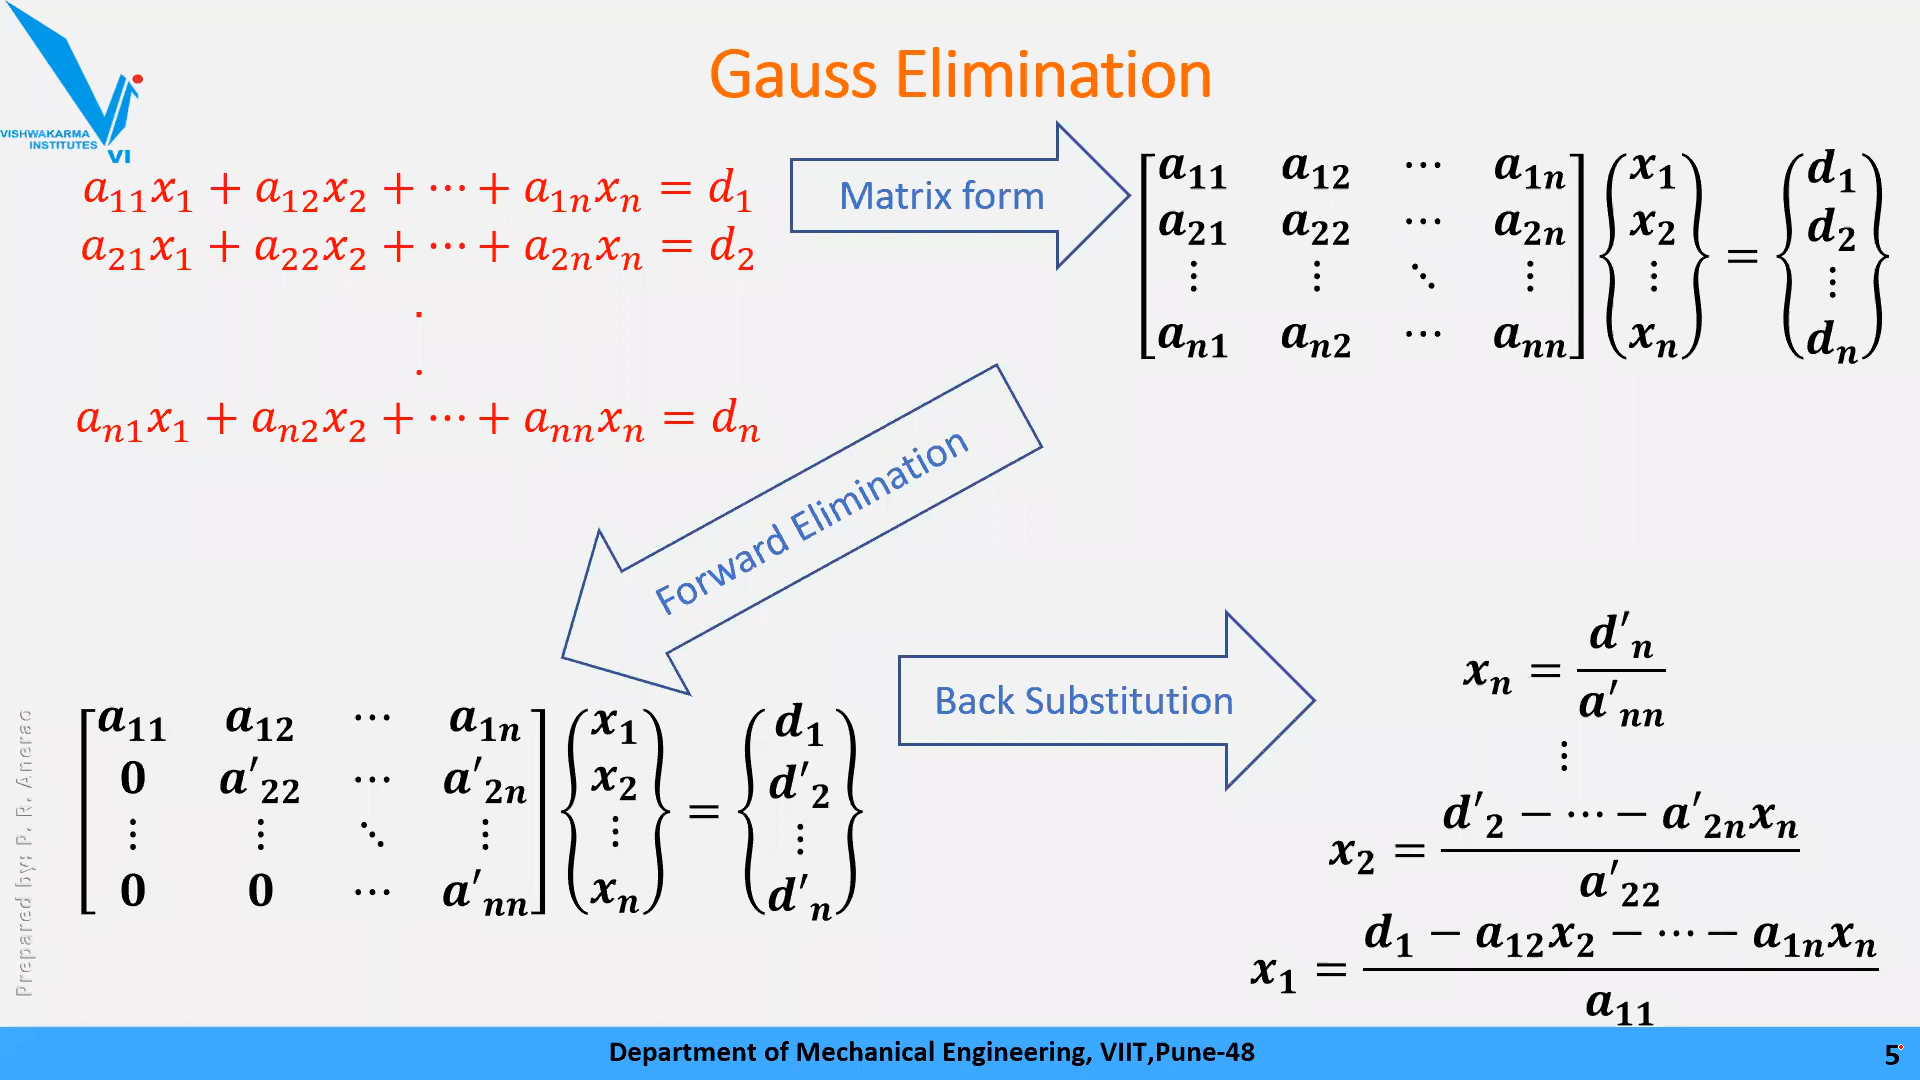 Gauss Elimination
VISHWAKARMA
INSTITUTES
VI
a₁₁x₁ + a₁₂x₂ + ⋯ + a₁ₙxₙ = d₁
a₂₁x₁ + a₂₂x₂ + ⋯ + a₂ₙxₙ = d₂
.
.
aₙ₁x₁ + aₙ₂x₂ + ⋯ + aₙₙxₙ = dₙ
Matrix form
[a₁₁ a₁₂ ⋯ a₁ₙ] {x₁} {d₁}
[a₂₁ a₂₂ ⋯ a₂ₙ] {x₂} = {d₂}
[⋮ ⋮ ⋱ ⋮] {⋮} {⋮}
[aₙ₁ aₙ₂ ⋯ aₙₙ] {xₙ} {dₙ}
Forward Elimination
[a₁₁ a₁₂ ⋯ a₁ₙ] {x₁} {d₁}
[0 a′₂₂ ⋯ a′₂ₙ] {x₂} = {d′₂}
[⋮ ⋮ ⋱ ⋮] {⋮} {⋮}
[0 0 ⋯ a′ₙₙ] {xₙ} {d′ₙ}
Back Substitution
xₙ = d′ₙ / a′ₙₙ
⋮
x₂ = d′₂ − ⋯ − a′₂ₙxₙ / a′₂₂
x₁ = d₁ − a₁₂x₂ − ⋯ − a₁ₙxₙ / a₁₁
Prepared by: P. R. Anerao
Department of Mechanical Engineering, VIIT,Pune-48
5